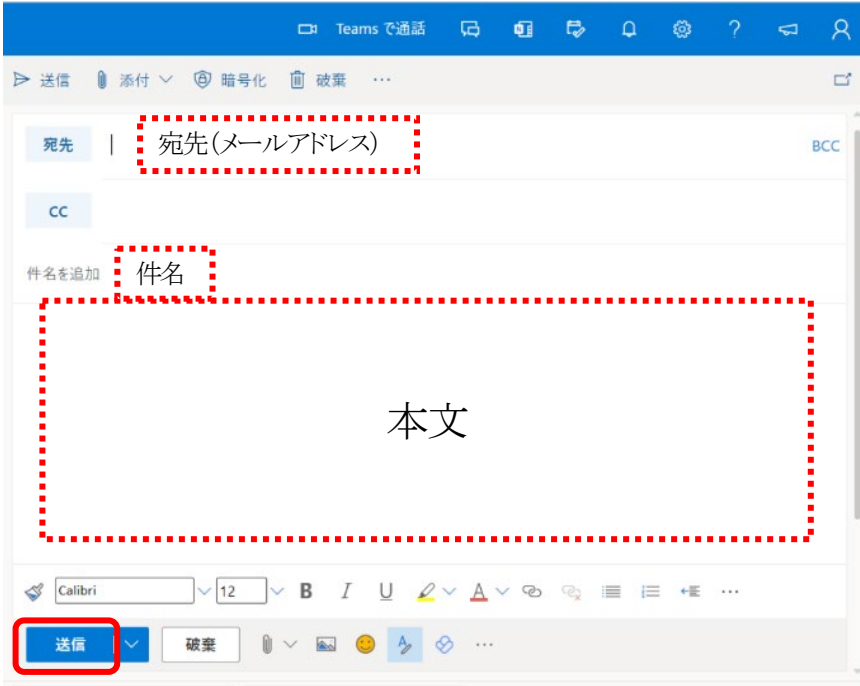 Teams で通話 ?
送信 添付 暗号化 破棄 …
宛先 宛先(メールアドレス) BCC
CC
件名を追加 件名
本文
Calibri 12 B I U A …
送信 破棄 …